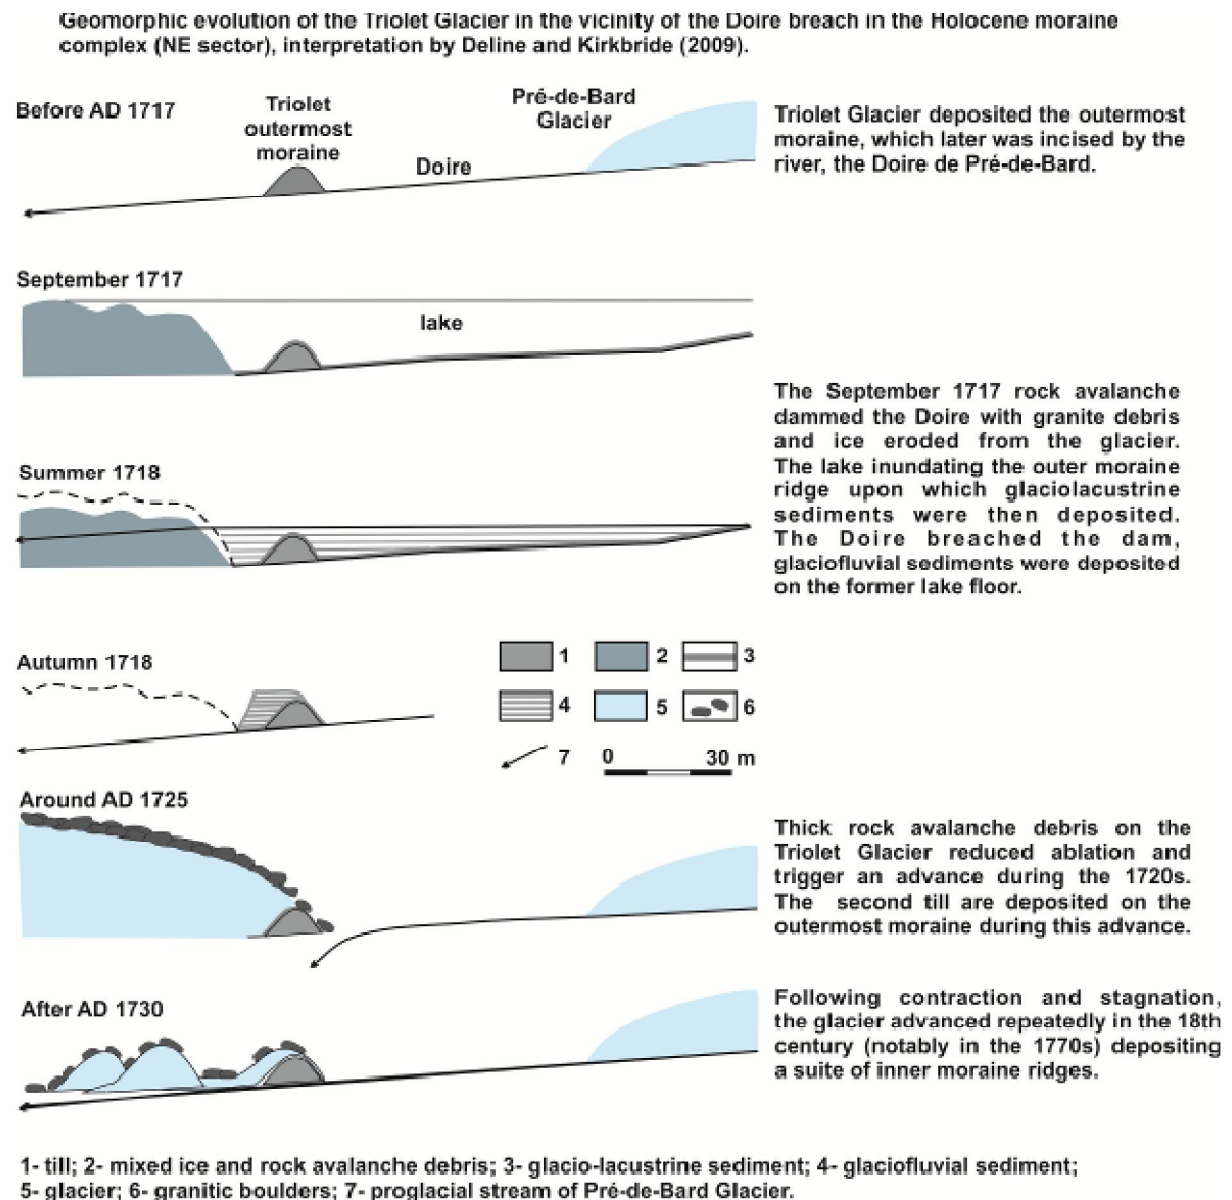 Geomorphic evolution of the Triolet Glacier in the vicinity of the Doire breach in the Holocene moraine
complex (NE sector), interpretation by Deline and Kirkbride (2009).
Before AD 1717
Triolet
outermost
moraine
Doire
Pré-de-Bard
Glacier
Triolet Glacier deposited the outermost
moraine, which later was incised by the
river, the Doire de Pré-de-Bard.
September 1717
lake
Summer 1718
The September 1717 rock avalanche
dammed the Doire with granite debris
and ice eroded from the glacier.
The lake inundating the outer moraine
ridge upon which glaciolacustrine
sediments were then deposited.
The Doire breached the dam,
glaciofluvial sediments were deposited
on the former lake floor.
Autumn 1718
1 2 3
4 5 6
7 0 30 m
Around AD 1725
Thick rock avalanche debris on the
Triolet Glacier reduced ablation and
trigger an advance during the 1720s.
The second till are deposited on the
outermost moraine during this advance.
After AD 1730
Following contraction and stagnation,
the glacier advanced repeatedly in the 18th
century (notably in the 1770s) depositing
a suite of inner moraine ridges.
1- till; 2- mixed ice and rock avalanche debris; 3- glacio-lacustrine sediment; 4- glaciofluvial sediment;
5- glacier; 6- granitic boulders; 7- proglacial stream of Pré-de-Bard Glacier.